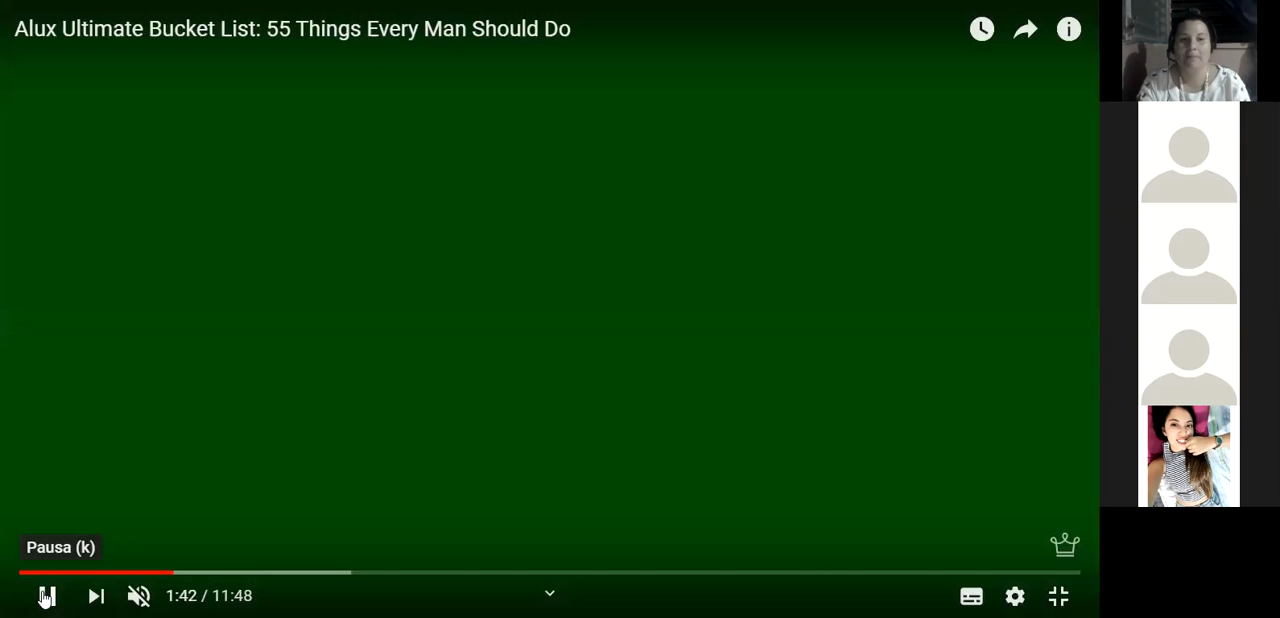 Alux Ultimate Bucket List: 55 Things Every Man Should Do
Pausa (k)
1:42 / 11:48